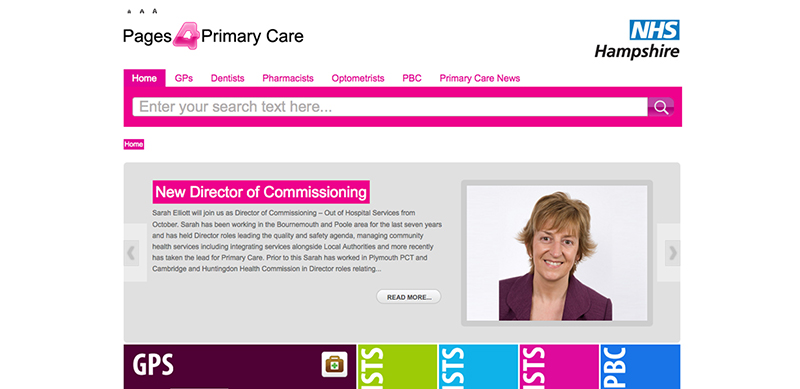 A A A
Pages 4 Primary Care
NHS
Hampshire
Home GPs Dentists Pharmacists Optometrists PBC Primary Care News
Enter your search text here...
Home
New Director of Commissioning
Sarah Elliott will join us as Director of Commissioning – Out of Hospital Services from
October. Sarah has been working in the Bournemouth and Poole area for the last seven years
and has held Director roles leading the quality and safety agenda, managing community
health services including integrating services alongside Local Authorities and more recently
has taken the lead for Primary Care. Prior to this Sarah has worked in Plymouth PCT and
Cambridge and Huntingdon Health Commission in Director roles relating...
READ MORE...
GPS
ISTS
ISTS
ISTS
PBC